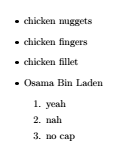 • chicken nuggets
• chicken fingers
• chicken fillet
• Osama Bin Laden
1. yeah
2. nah
3. no cap